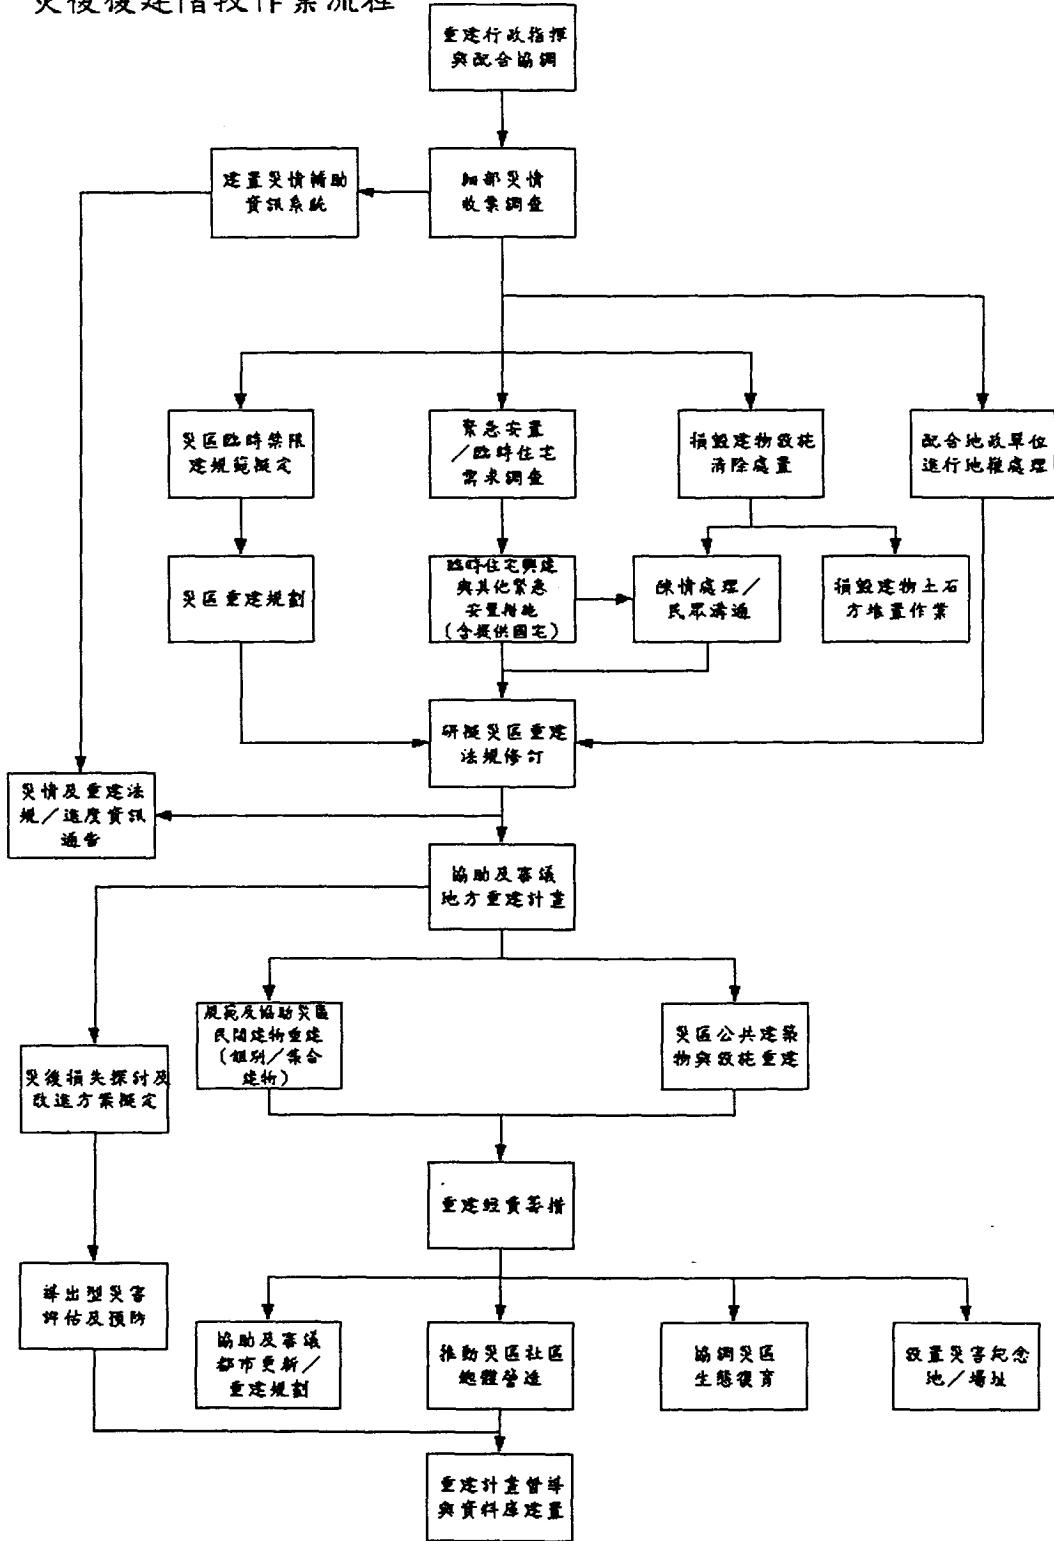 災後復建階段作業流程
重建行政指揮
與配合協調
建置災情輔助
資訊系統
細部災情
收集調查
災區臨時禁限
建規範擬定
緊急安置
／臨時住宅
需求調查
損毀建物設施
清除處置
配合地政單位
進行地權處理
災區重建規劃
臨時住宅興建
與其他緊急
安置措施
(含提供國宅)
陳情處理／
民眾溝通
損毀建物土石
方堆置作業
研擬災區重建
法規修訂
災情及重建法
規／進度資訊
通告
協助及審議
地方重建計畫
規範及協助災區
民間建物重建
(個別／集合
建物)
災區公共建築
物與設施重建
災後損失探討及
改進方案擬定
重建經費籌措
導出型災害
評估及預防
協助及審議
都市更新／
重建規劃
推動災區社區
總體營造
協調災區
生態復育
設置災害紀念
地／場址
重建計畫督導
與資料庫建置